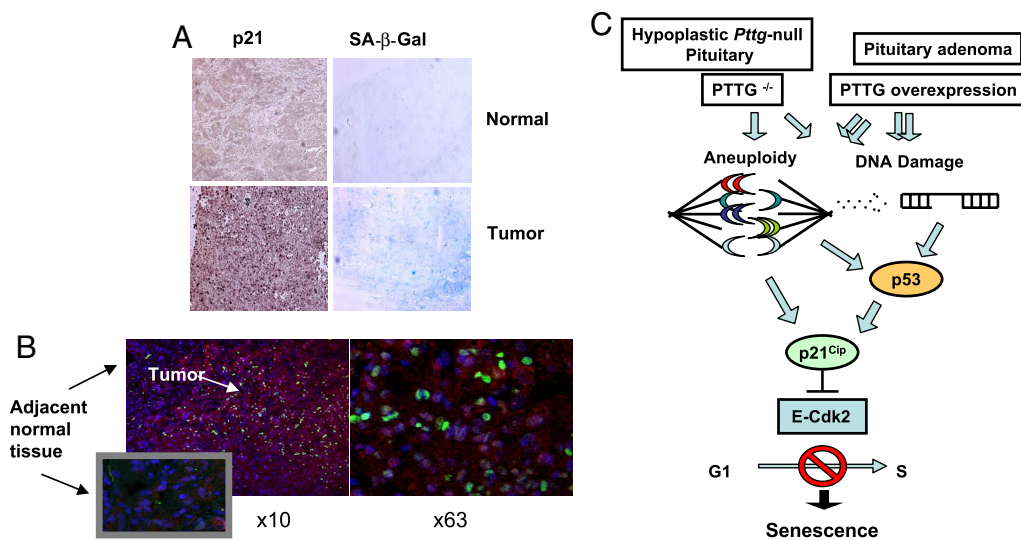 A
p21
SA-β-Gal
Normal
Tumor
B
Tumor
Adjacent
normal
tissue
x10
x63
C
Hypoplastic Pttg-null
Pituitary
PTTG -/-
Pituitary adenoma
PTTG overexpression
Aneuploidy
DNA Damage
p53
p21Cip
E-Cdk2
G1
S
Senescence